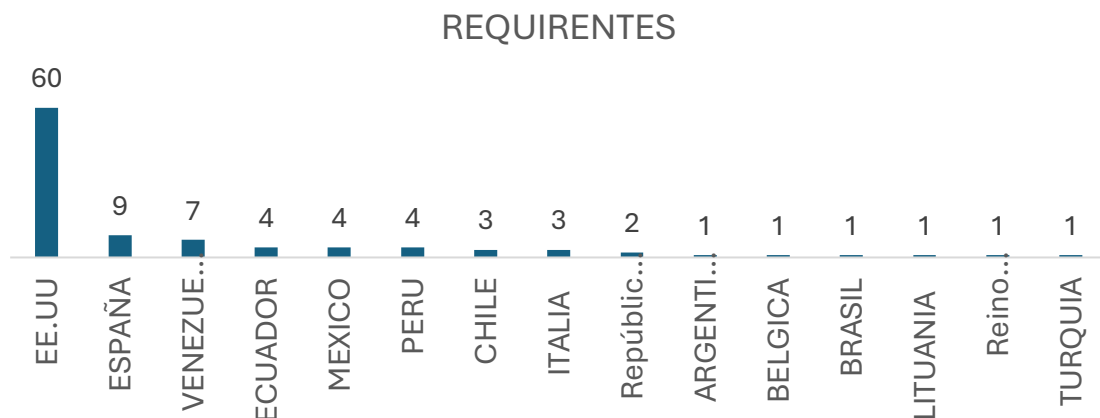 REQUIRENTES
60
9
7
4
4
4
3
3
2
1
1
1
1
1
1
EE.UU
ESPAÑA
VENEZUE...
ECUADOR
MEXICO
PERU
CHILE
ITALIA
Repúblic...
ARGENTI...
BELGICA
BRASIL
LITUANIA
Reino...
TURQUIA